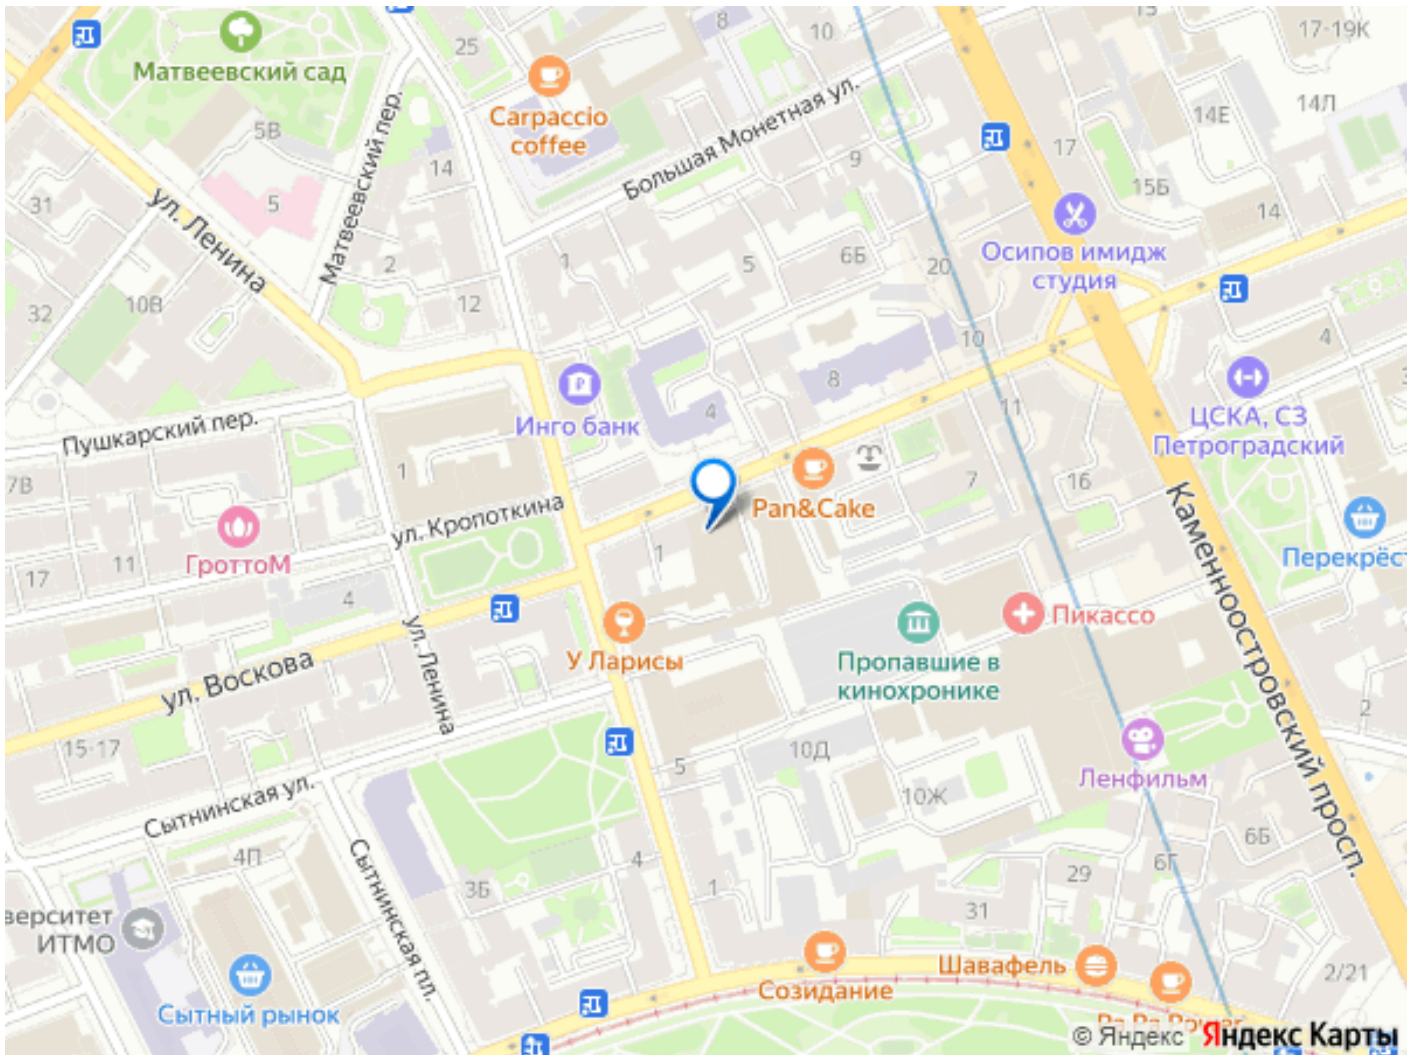 8
10
15
17-19К
25
Матвеевский сад
Carpaccio
coffee
Большая Монетная ул.
14Л
14Е
5В
Матвеевский пер.
14
9
17
15Б
31
ул. Ленина
5
14
2
1
5
6Б
20
Осипов имидж
студия
32
10В
12
10
4
8
Инго банк
4
11
ЦСКА, СЗ
Петроградский
Пушкарский пер.
7В
1
7
16
ул. Кропоткина
Pan&Cake
Каменноостровский просп.
ГроттоМ
11
17
4
1
Перекрёс
Пикассо
ул. Ленина
У Ларисы
Пропавшие в
кинохронике
ул. Воскова
15-17
5
10Д
2
Ленфильм
Сытнинская ул.
10Ж
4П
Сытнинская пл.
3Б
4
1
29
6Г
6Б
31
верситет
ИТМО
Сытный рынок
Созидание
Шавафель
2/21
© Яндекс Яндекс Карты